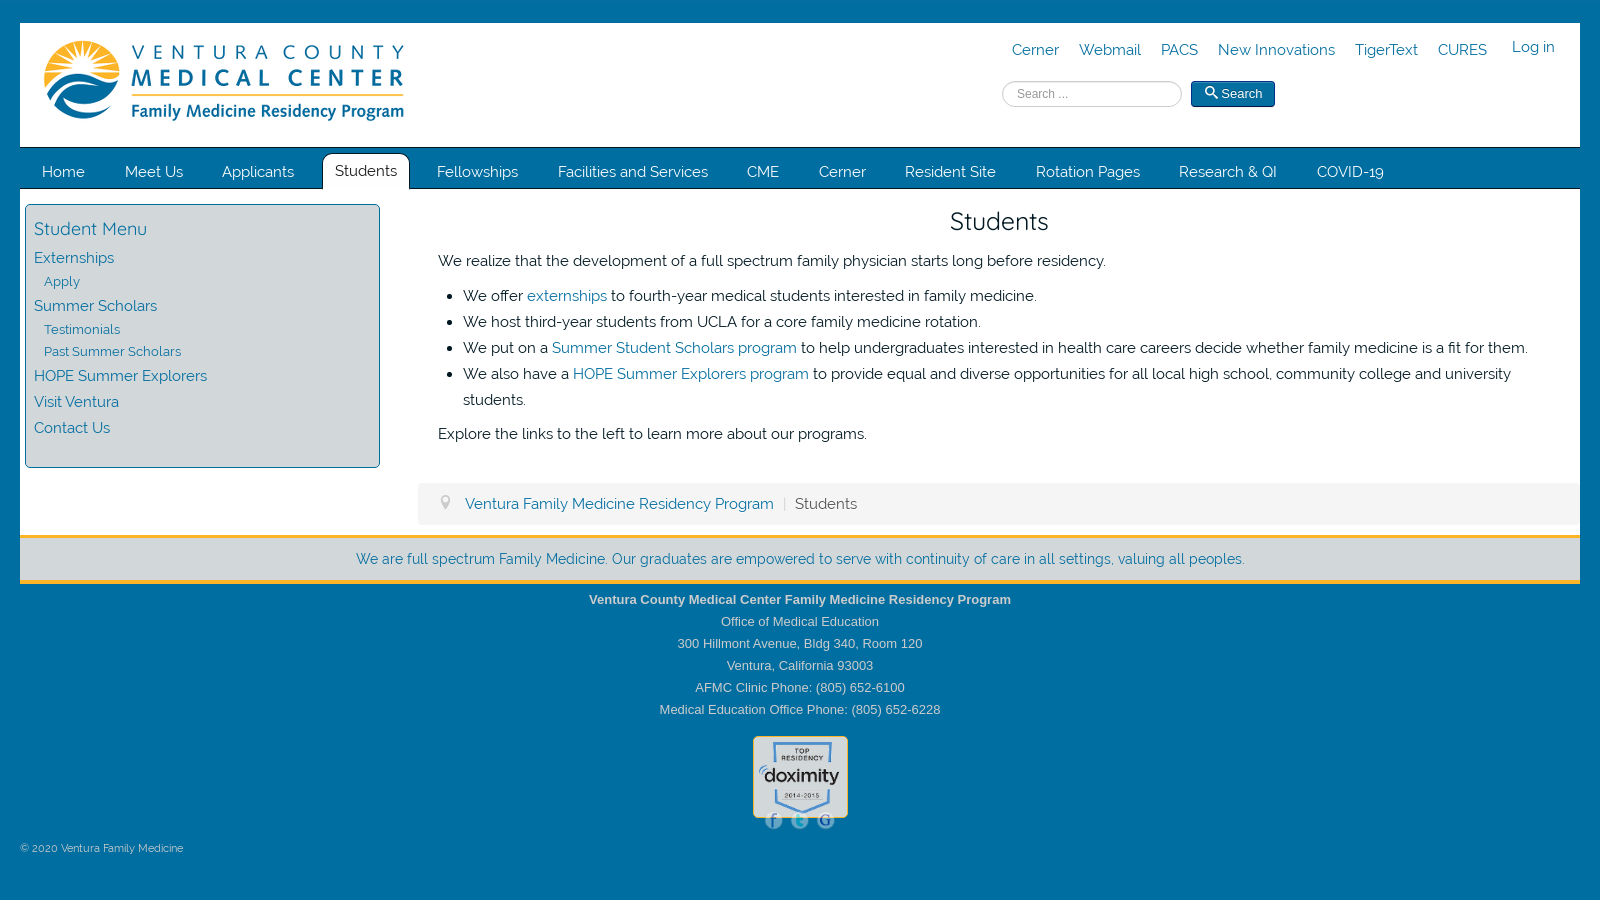 VENTURA COUNTY
MEDICAL CENTER
Family Medicine Residency Program
Cerner Webmail PACS New Innovations TigerText CURES Log in
Search ... Search
Home Meet Us Applicants Students Fellowships Facilities and Services CME Cerner Resident Site Rotation Pages Research & QI COVID-19
Student Menu
Externships
Apply
Summer Scholars
Testimonials
Past Summer Scholars
HOPE Summer Explorers
Visit Ventura
Contact Us
Students
We realize that the development of a full spectrum family physician starts long before residency.
We offer externships to fourth-year medical students interested in family medicine.
We host third-year students from UCLA for a core family medicine rotation.
We put on a Summer Student Scholars program to help undergraduates interested in health care careers decide whether family medicine is a fit for them.
We also have a HOPE Summer Explorers program to provide equal and diverse opportunities for all local high school, community college and university
students.
Explore the links to the left to learn more about our programs.
Ventura Family Medicine Residency Program | Students
We are full spectrum Family Medicine. Our graduates are empowered to serve with continuity of care in all settings, valuing all peoples.
Ventura County Medical Center Family Medicine Residency Program
Office of Medical Education
300 Hillmont Avenue, Bldg 340, Room 120
Ventura, California 93003
AFMC Clinic Phone: (805) 652-6100
Medical Education Office Phone: (805) 652-6228
TOP
RESIDENCY
doximity
2014-2015
f t G
© 2020 Ventura Family Medicine